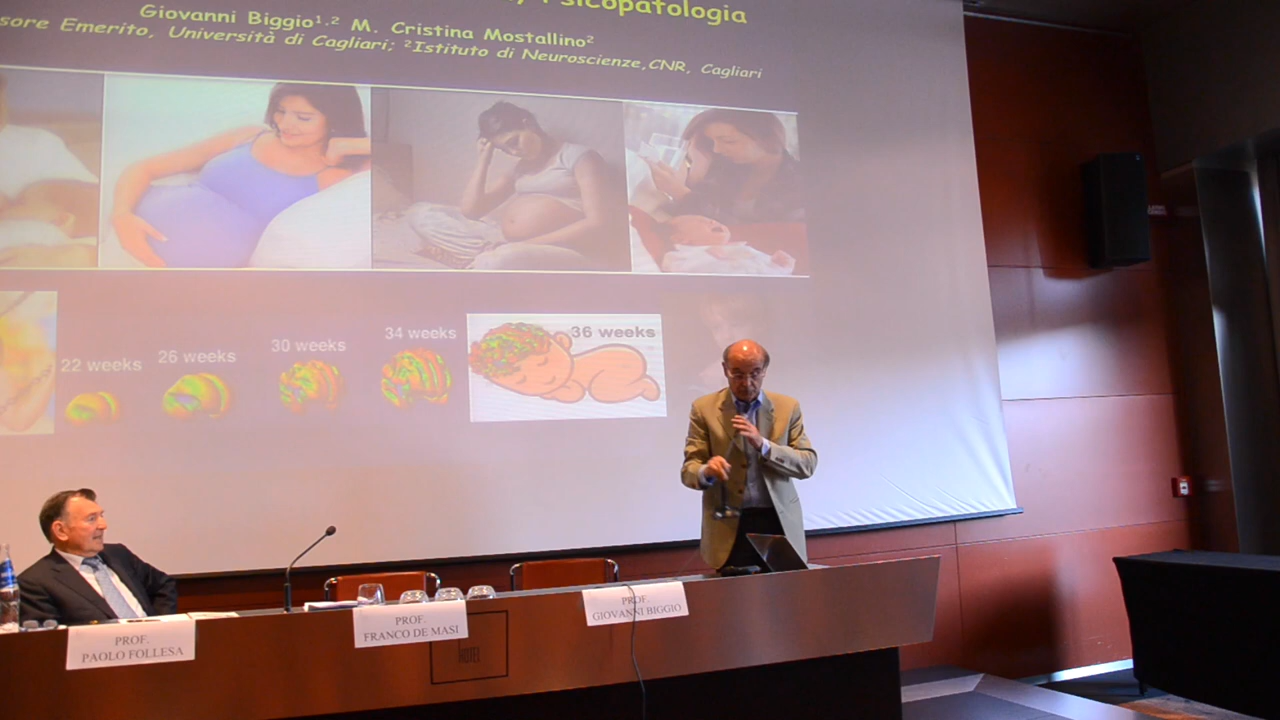 Psicopatologia
Giovanni Biggio¹,² M. Cristina Mostallino²
sore Emerito, Università di Cagliari; ²Istituto di Neuroscienze,CNR, Cagliari
22 weeks
26 weeks
30 weeks
34 weeks
36 weeks
PROF.
PAOLO FOLLESA
PROF.
FRANCO DE MASI
PROF.
GIOVANNI BIGGIO
HOTEL